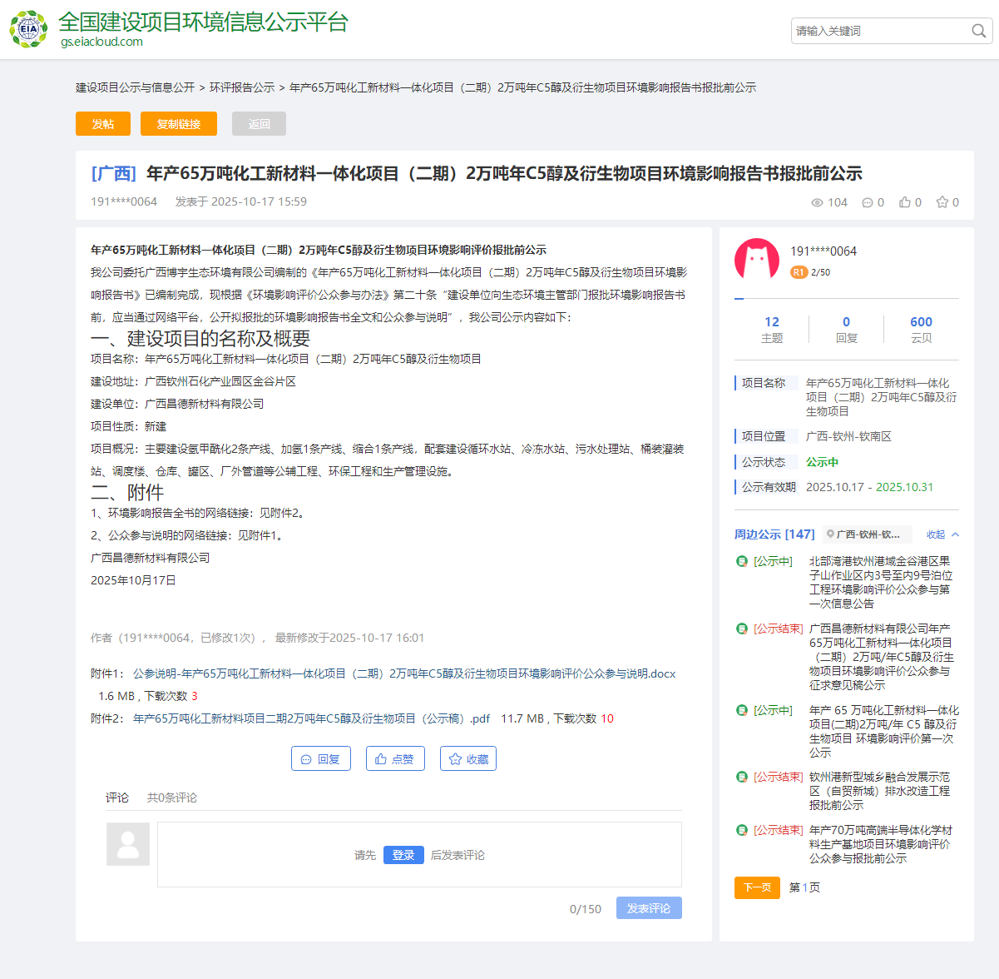 EIA
全国建设项目环境信息公示平台
gs.eiacloud.com
请输入关键词
建设项目公示与信息公开 > 环评报告公示 > 年产65万吨化工新材料一体化项目（二期）2万吨年C5醇及衍生物项目环境影响报告书报批前公示
发帖
复制链接
返回
[广西] 年产65万吨化工新材料一体化项目（二期）2万吨年C5醇及衍生物项目环境影响报告书报批前公示
191****0064 发表于 2025-10-17 15:59
104 0 0 0
年产65万吨化工新材料一体化项目（二期）2万吨年C5醇及衍生物项目环境影响评价报批前公示
我公司委托广西博宇生态环境有限公司编制的《年产65万吨化工新材料一体化项目（二期）2万吨年C5醇及衍生物项目环境影
响报告书》已编制完成，现根据《环境影响评价公众参与办法》第二十条“建设单位向生态环境主管部门报批环境影响报告书
前，应当通过网络平台，公开拟报批的环境影响报告书全文和公众参与说明”，我公司公示内容如下：
一、建设项目的名称及概要
项目名称：年产65万吨化工新材料一体化项目（二期）2万吨年C5醇及衍生物项目
建设地址：广西钦州石化产业园区金谷片区
建设单位：广西昌德新材料有限公司
项目性质：新建
项目概况：主要建设氢甲酰化2条产线、加氢1条产线、缩合1条产线，配套建设循环水站、冷冻水站、污水处理站、桶装灌装
站、调度楼、仓库、罐区、厂外管道等公辅工程、环保工程和生产管理设施。
二、附件
1、环境影响报告全书的网络链接：见附件2。
2、公众参与说明的网络链接：见附件1。
广西昌德新材料有限公司
2025年10月17日
作者（191****0064，已修改1次）， 最新修改于2025-10-17 16:01
附件1： 公参说明-年产65万吨化工新材料一体化项目（二期）2万吨年C5醇及衍生物项目环境影响评价公众参与说明.docx
1.6 MB , 下载次数 3
附件2： 年产65万吨化工新材料项目二期2万吨年C5醇及衍生物项目（公示稿）.pdf 11.7 MB , 下载次数 10
回复
点赞
收藏
评论 共0条评论
请先 登录 后发表评论
0/150 发表评论
191****0064
R1 2/50
12 0 600
主题 回复 云贝
项目名称 年产65万吨化工新材料一体化
项目（二期）2万吨年C5醇及衍
生物项目
项目位置 广西-钦州-钦南区
公示状态 公示中
公示有效期 2025.10.17 - 2025.10.31
周边公示 [147] 广西-钦州-钦... 收起
[公示中] 北部湾港钦州港域金谷港区果
子山作业区内3号至内9号泊位
工程环境影响评价公众参与第
一次信息公告
[公示结束] 广西昌德新材料有限公司年产
65万吨化工新材料一体化项目
（二期）2万吨/年C5醇及衍生
物项目环境影响评价公众参与
征求意见稿公示
[公示中] 年产 65 万吨化工新材料一体化
项目(二期)2万吨/年 C5 醇及衍
生物项目 环境影响评价第一次
公示
[公示结束] 钦州港新型城乡融合发展示范
区（自贸新城）排水改造工程
报批前公示
[公示结束] 年产70万吨高端半导体化学材
料生产基地项目环境影响评价
公众参与报批前公示
下一页 第1页